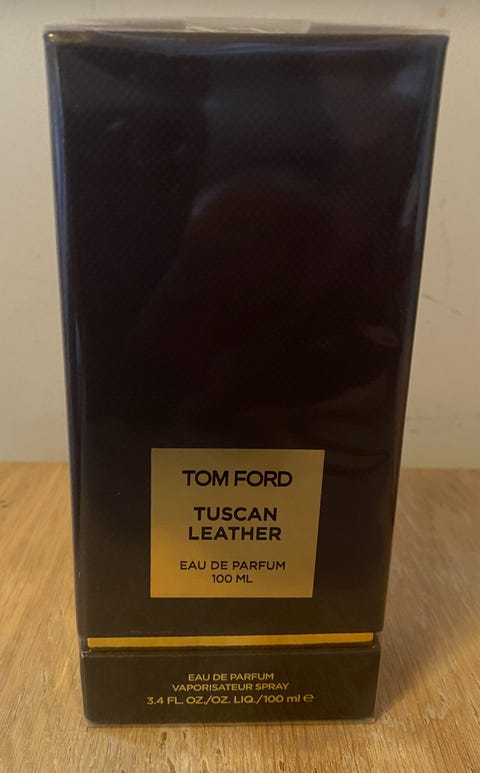 TOM FORD
TUSCAN
LEATHER
EAU DE PARFUM
100 ML
EAU DE PARFUM
VAPORISATEUR SPRAY
3.4 FL. OZ./OZ. LIQ./100 ml ℮